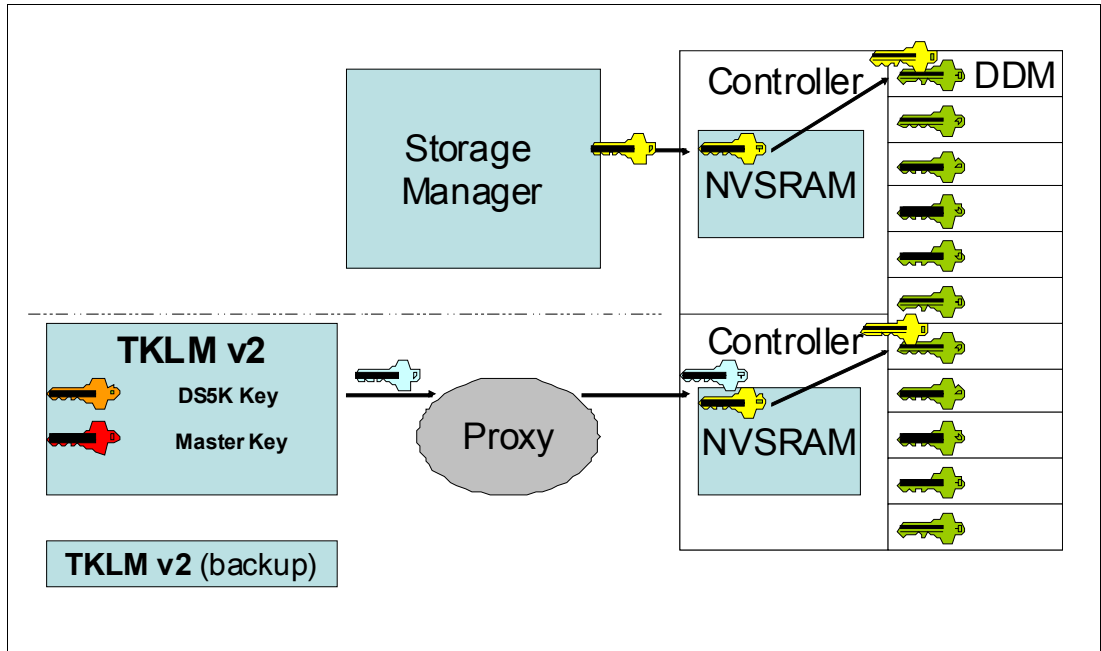 Controller
DDM
Storage
Manager
NVSRAM
TKLM v2
DS5K Key
Master Key
Proxy
Controller
NVSRAM
TKLM v2 (backup)